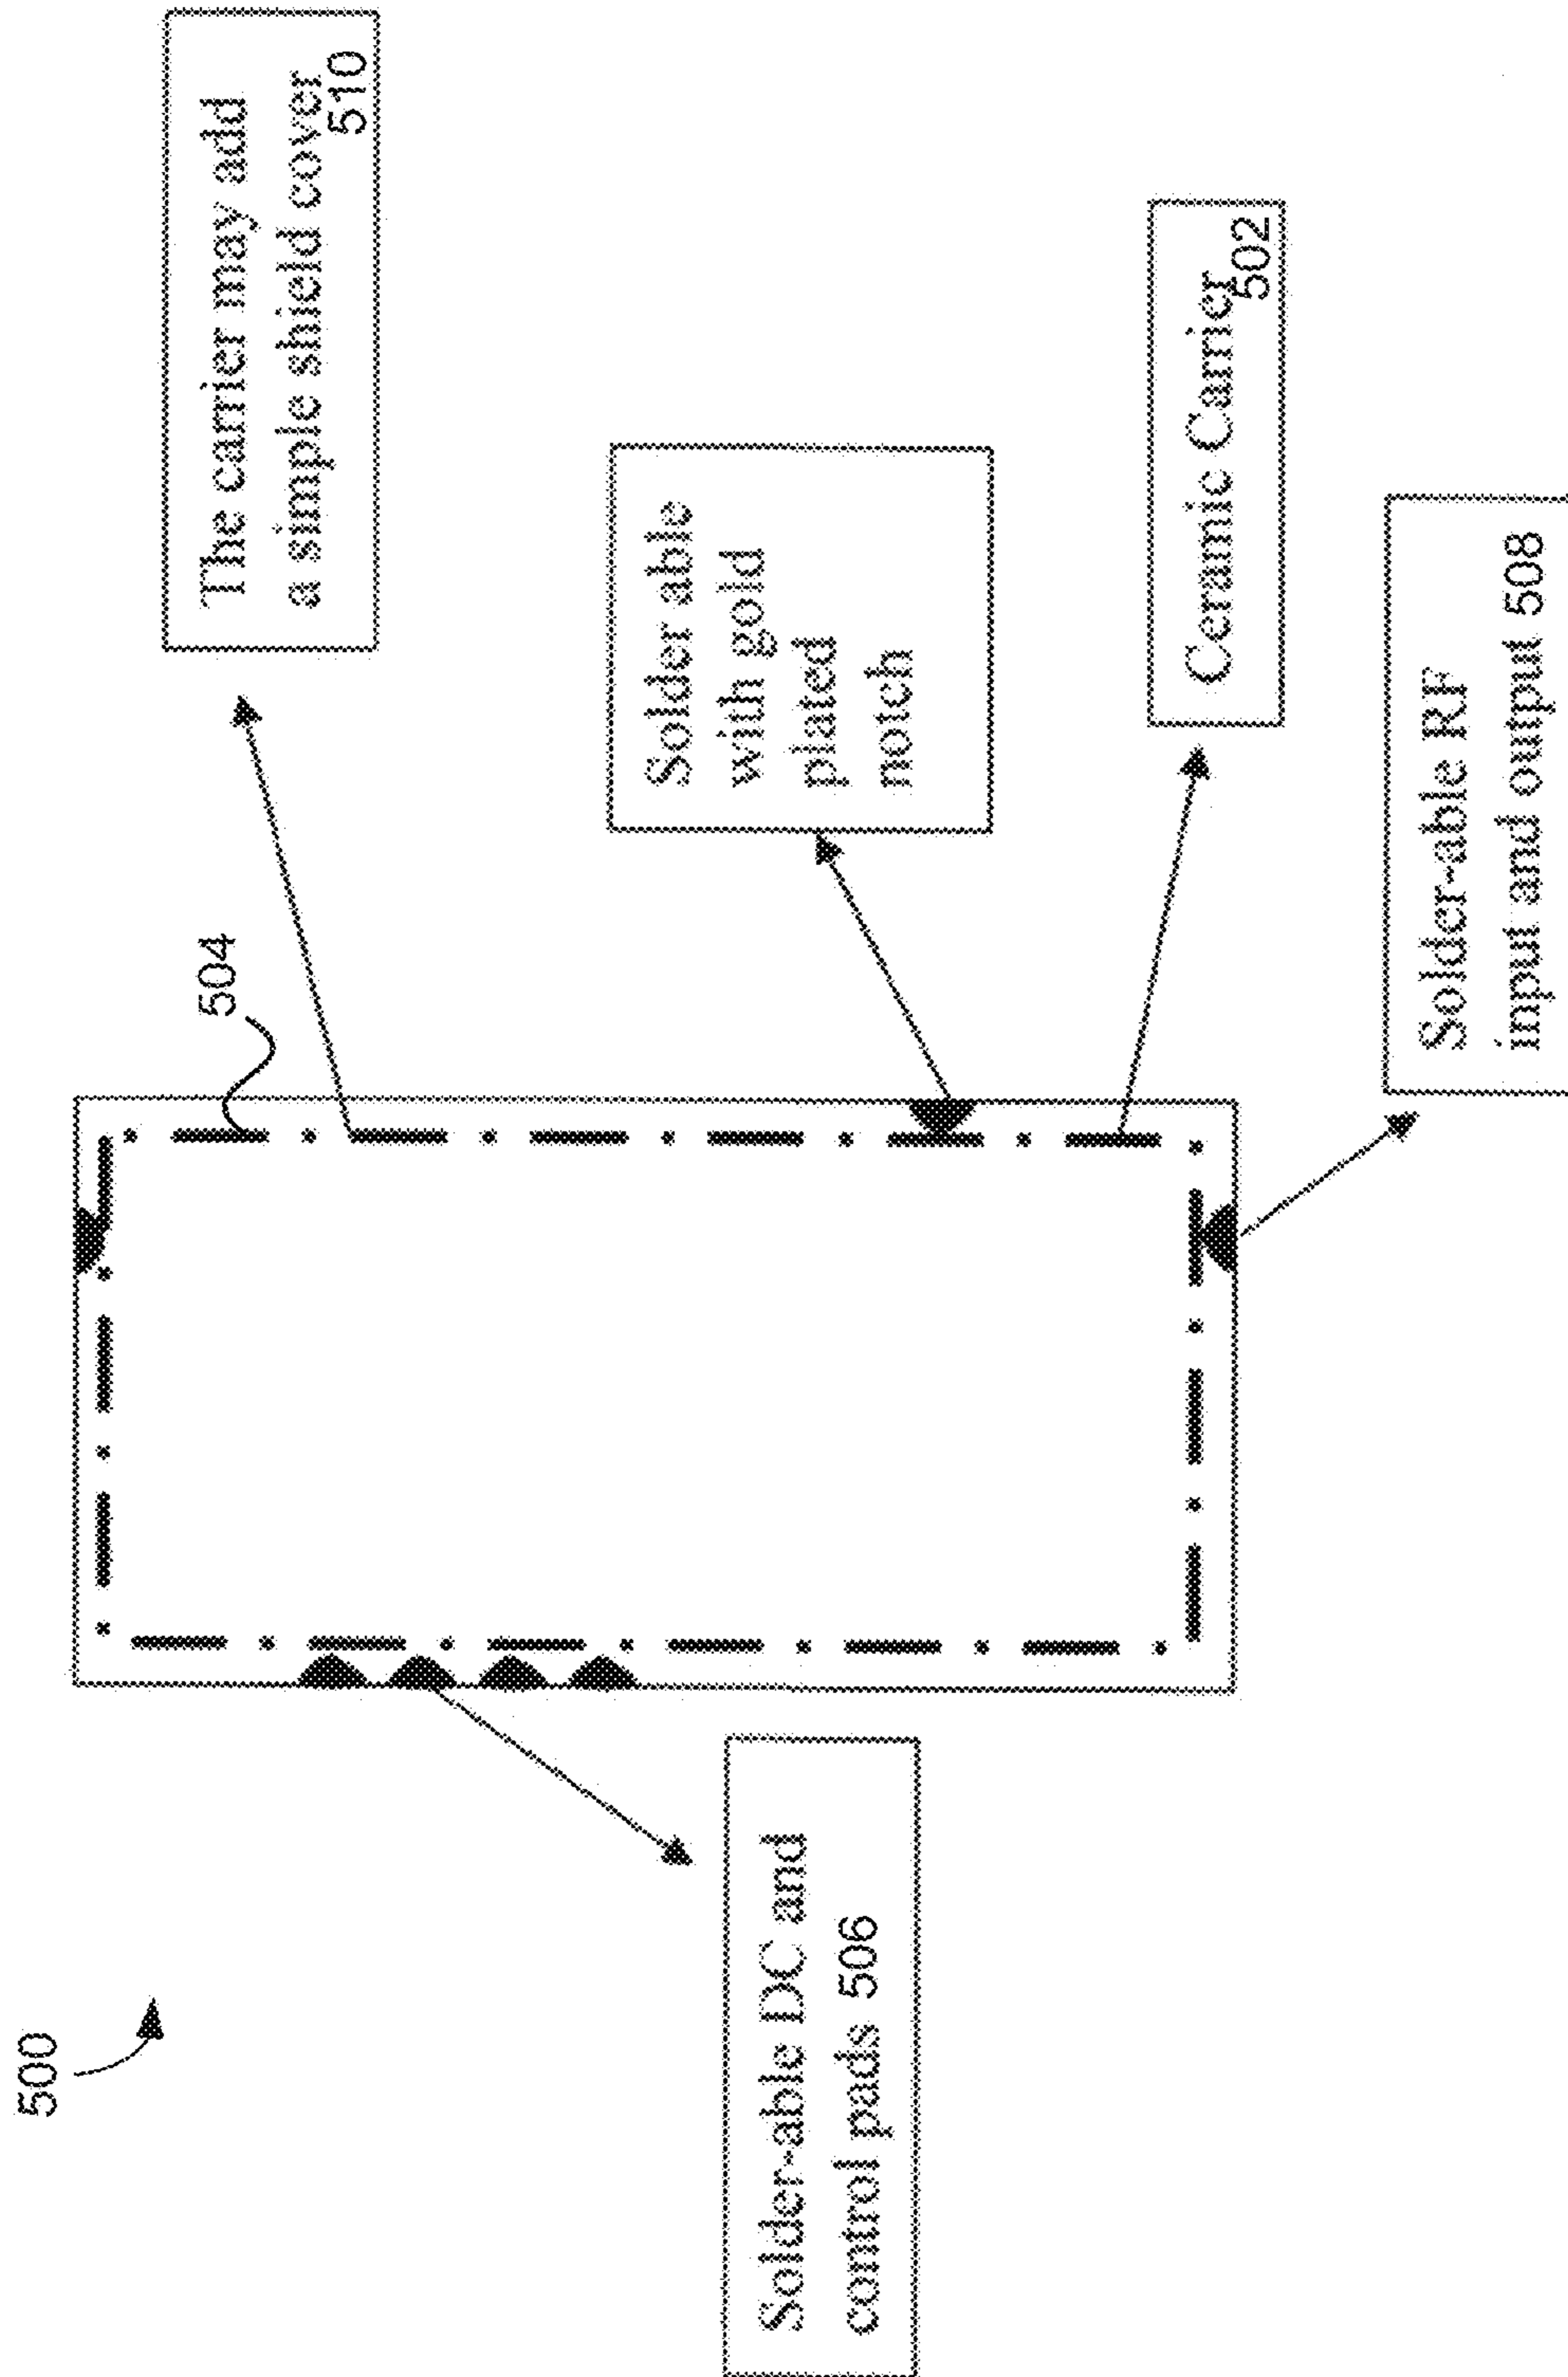 500
504
The carrier may add
a simple shield cover
510
Solder able
with gold
plated
notch
Ceramic Carrier
502
Solder-able RF
input and output 508
Solder-able DC and
control pads 506